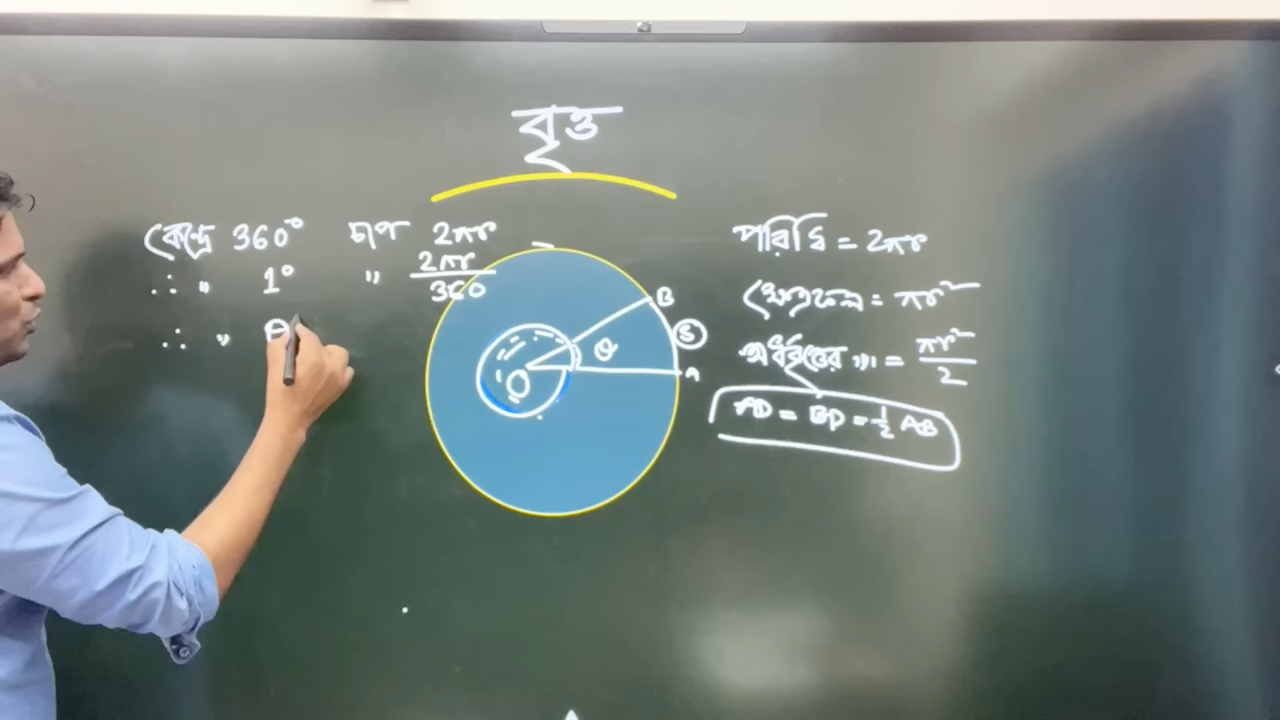 বৃত্ত
কেন্দ্রে 360° চাপ 2πr
∴ " 1° " 2πr/360
∴ " θ
B
S
θ
A
O
পরিধি = 2πr
ক্ষেত্রফল = πr²
অর্ধবৃত্তের " = πr²/2
AD = BD = 1/2 AB